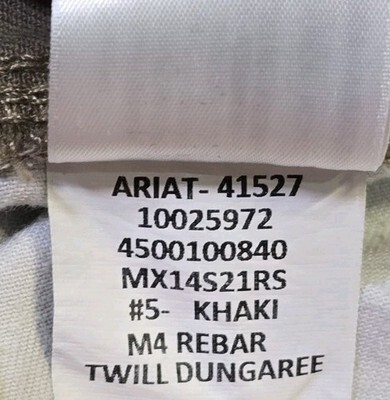 ARIAT- 41527
10025972
4500100840
MX14S21RS
#5- KHAKI
M4 REBAR
TWILL DUNGAREE